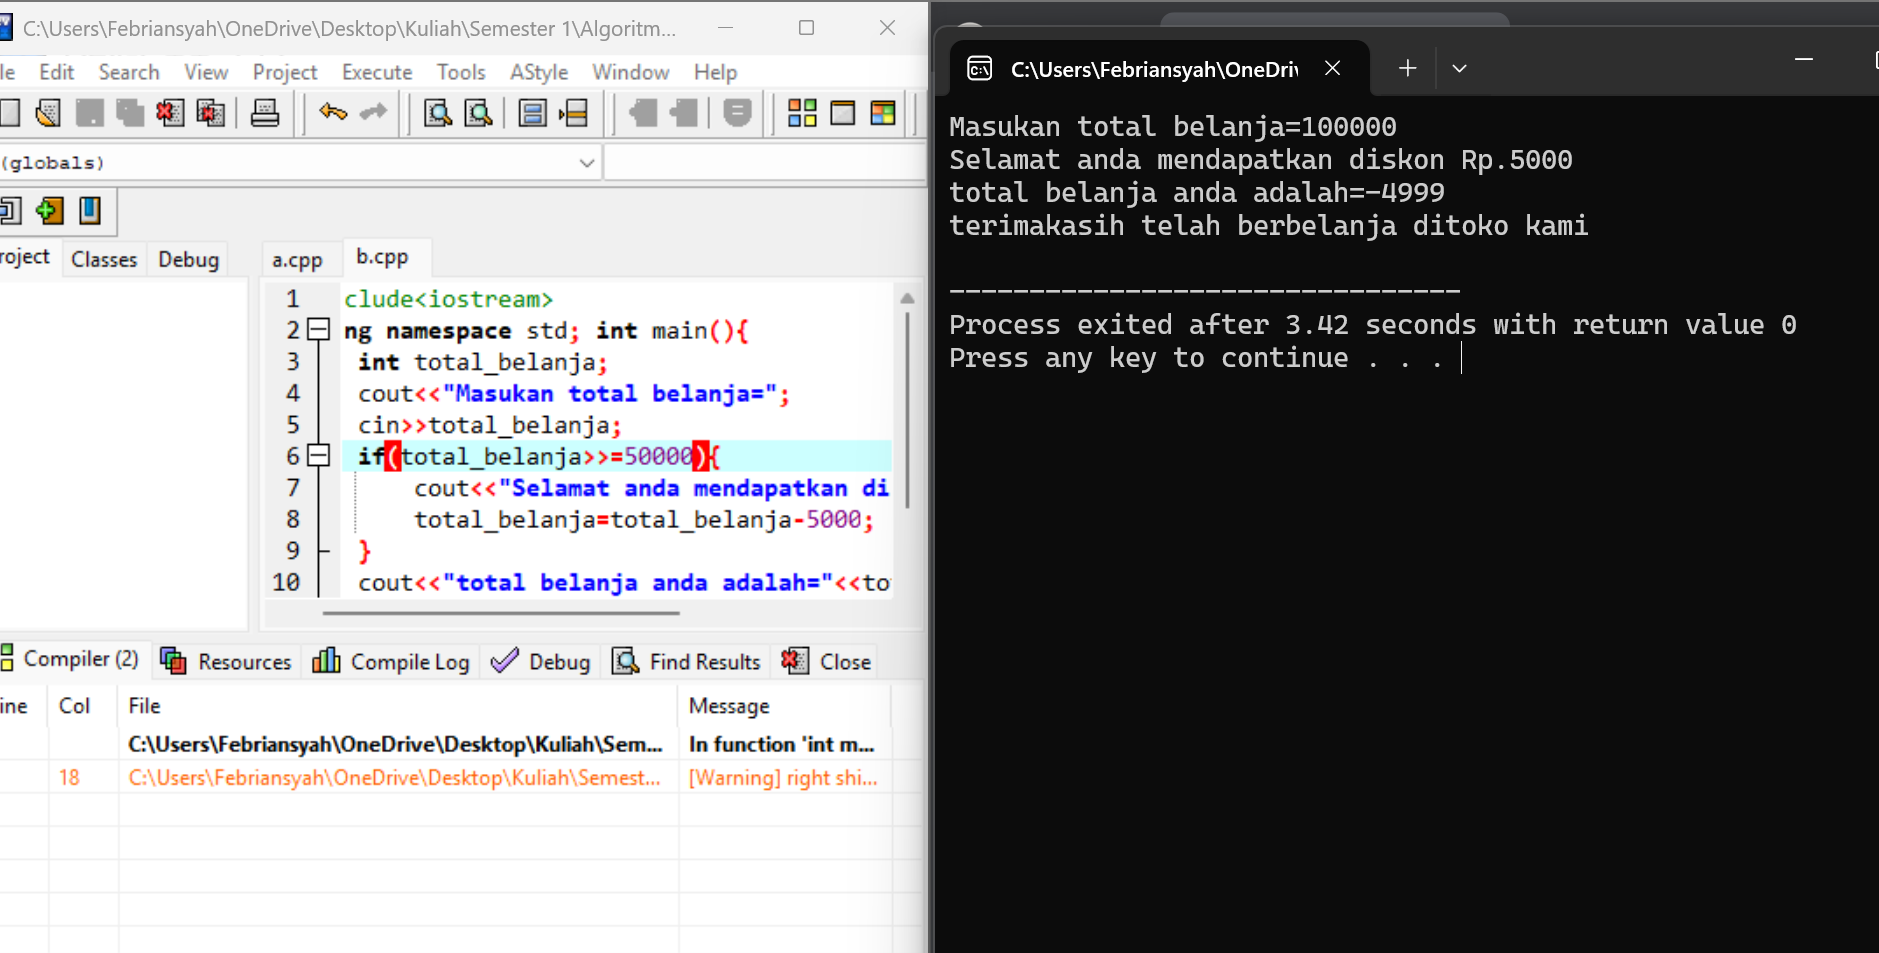 C:\Users\Febriansyah\OneDrive\Desktop\Kuliah\Semester 1\Algoritm...
le Edit Search View Project Execute Tools AStyle Window Help
(globals)
roject Classes Debug
a.cpp b.cpp
1 clude<iostream>
2 ng namespace std; int main(){
3 int total_belanja;
4 cout<<"Masukan total belanja=";
5 cin>>total_belanja;
6 if(total_belanja>>=50000){
7 cout<<"Selamat anda mendapatkan di
8 total_belanja=total_belanja-5000;
9 }
10 cout<<"total belanja anda adalah="<<to
Compiler (2) Resources Compile Log Debug Find Results Close
ine Col File Message
C:\Users\Febriansyah\OneDrive\Desktop\Kuliah\Sem... In function 'int m...
18 C:\Users\Febriansyah\OneDrive\Desktop\Kuliah\Semest... [Warning] right shi...
C:\Users\Febriansyah\OneDri
Masukan total belanja=100000
Selamat anda mendapatkan diskon Rp.5000
total belanja anda adalah=-4999
terimakasih telah berbelanja ditoko kami
--------------------------------
Process exited after 3.42 seconds with return value 0
Press any key to continue . . .